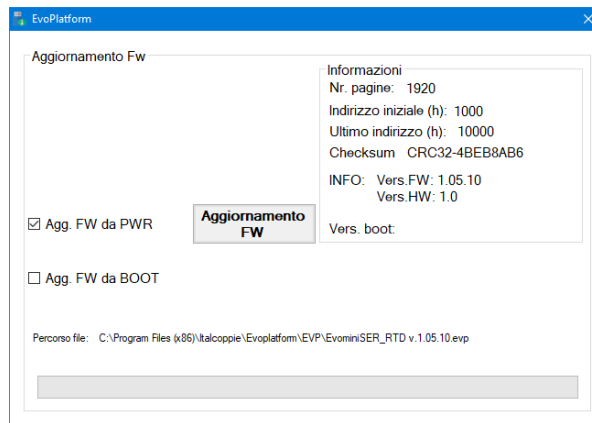 EvoPlatform
Aggiornamento Fw
Informazioni
Nr. pagine: 1920
Indirizzo iniziale (h): 1000
Ultimo indirizzo (h): 10000
Checksum CRC32-4BEB8AB6
INFO: Vers.FW: 1.05.10
Vers.HW: 1.0
Vers. boot:
Agg. FW da PWR
Aggiornamento
FW
Agg. FW da BOOT
Percorso file: C:\Program Files (x86)\Italcoppie\Evoplatform\EVP\EvominiSER_RTD v.1.05.10.evp